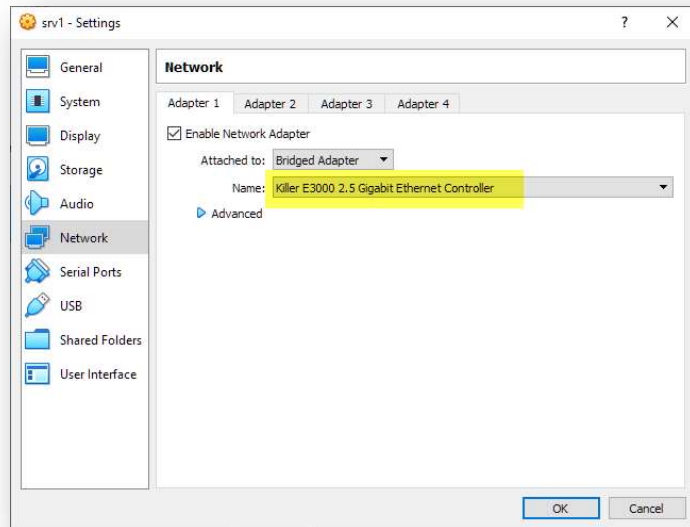 srv1 - Settings
General
System
Display
Storage
Audio
Network
Serial Ports
USB
Shared Folders
User Interface
Network
Adapter 1 Adapter 2 Adapter 3 Adapter 4
Enable Network Adapter
Attached to: Bridged Adapter
Name: Killer E3000 2.5 Gigabit Ethernet Controller
Advanced
OK Cancel